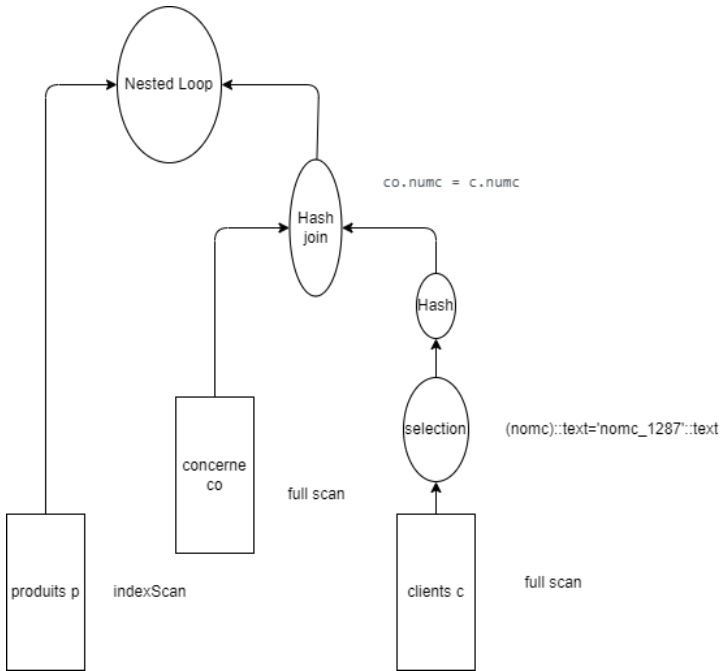 Nested Loop
co.numc = c.numc
Hash
join
Hash
selection
(nomc)::text='nomc_1287'::text
concerne
co
full scan
produits p
indexScan
clients c
full scan